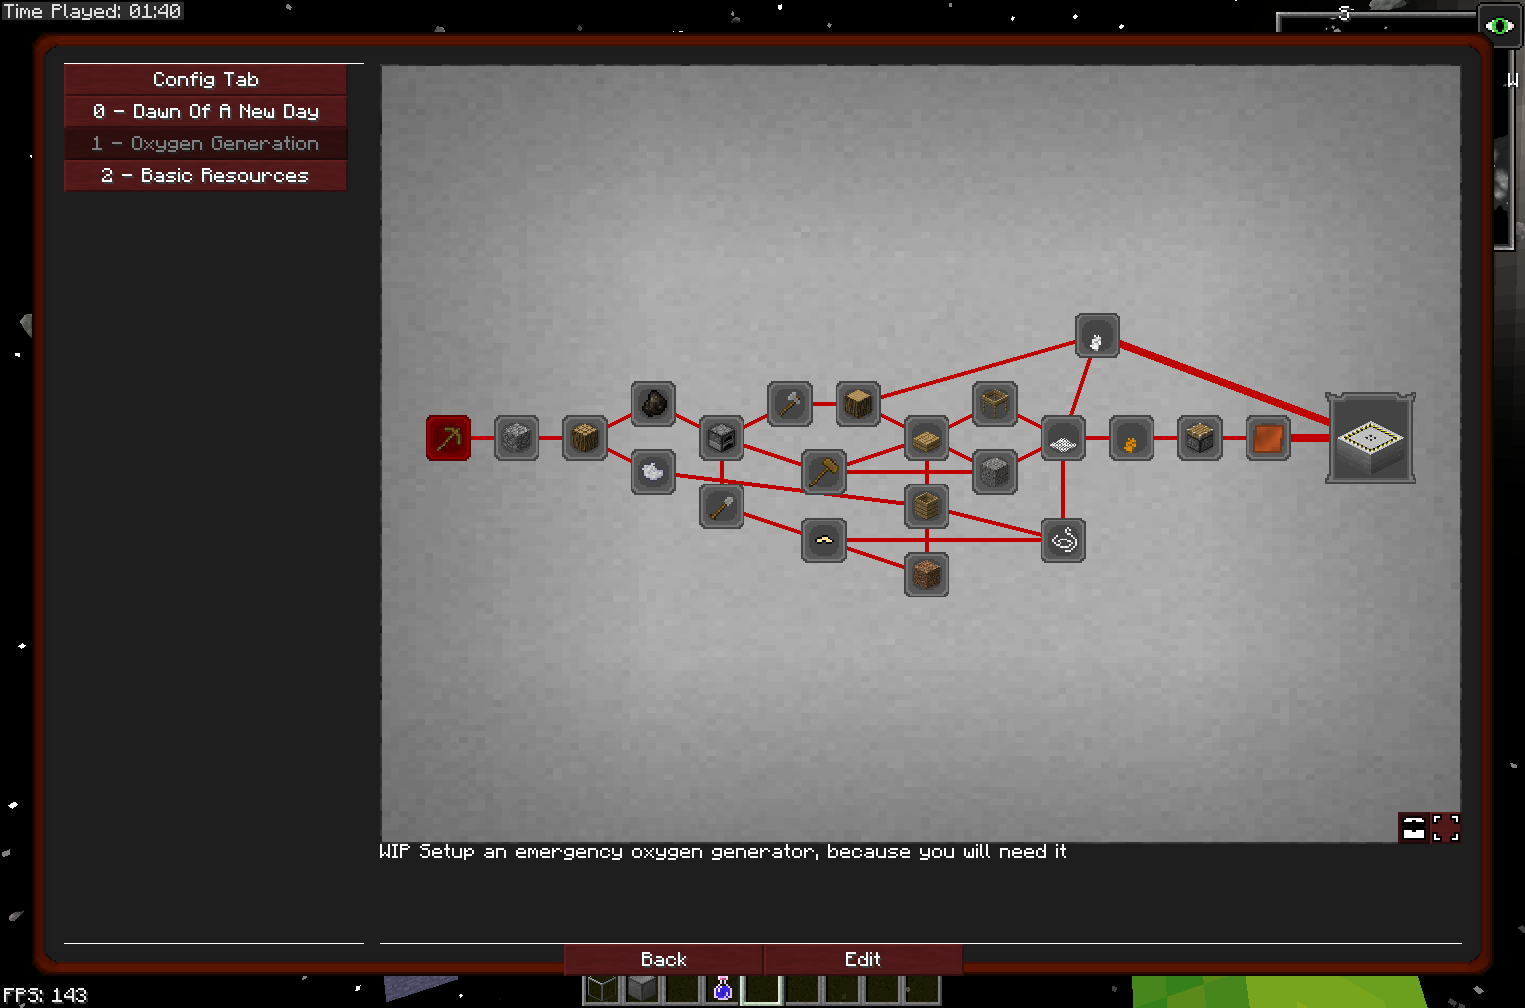 Time Played: 01:40
S
W
Config Tab
0 - Dawn Of A New Day
1 - Oxygen Generation
2 - Basic Resources
WIP Setup an emergency oxygen generator, because you will need it
Back
Edit
FPS: 143